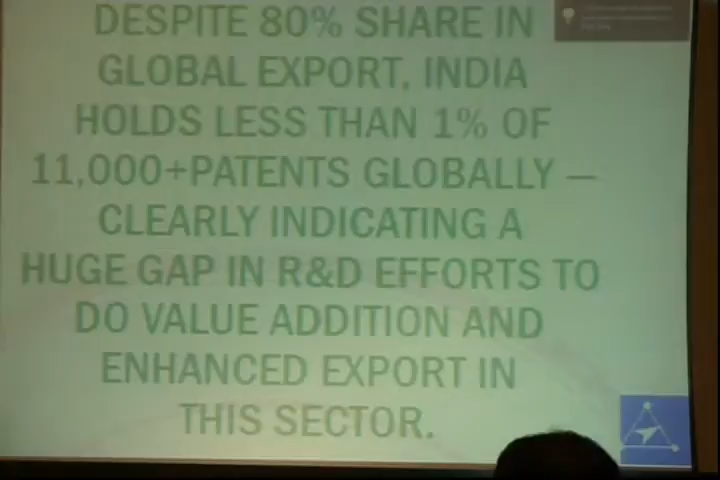 DESPITE 80% SHARE IN
GLOBAL EXPORT, INDIA
HOLDS LESS THAN 1% OF
11,000+PATENTS GLOBALLY —
CLEARLY INDICATING A
HUGE GAP IN R&D EFFORTS TO
DO VALUE ADDITION AND
ENHANCED EXPORT IN
THIS SECTOR.